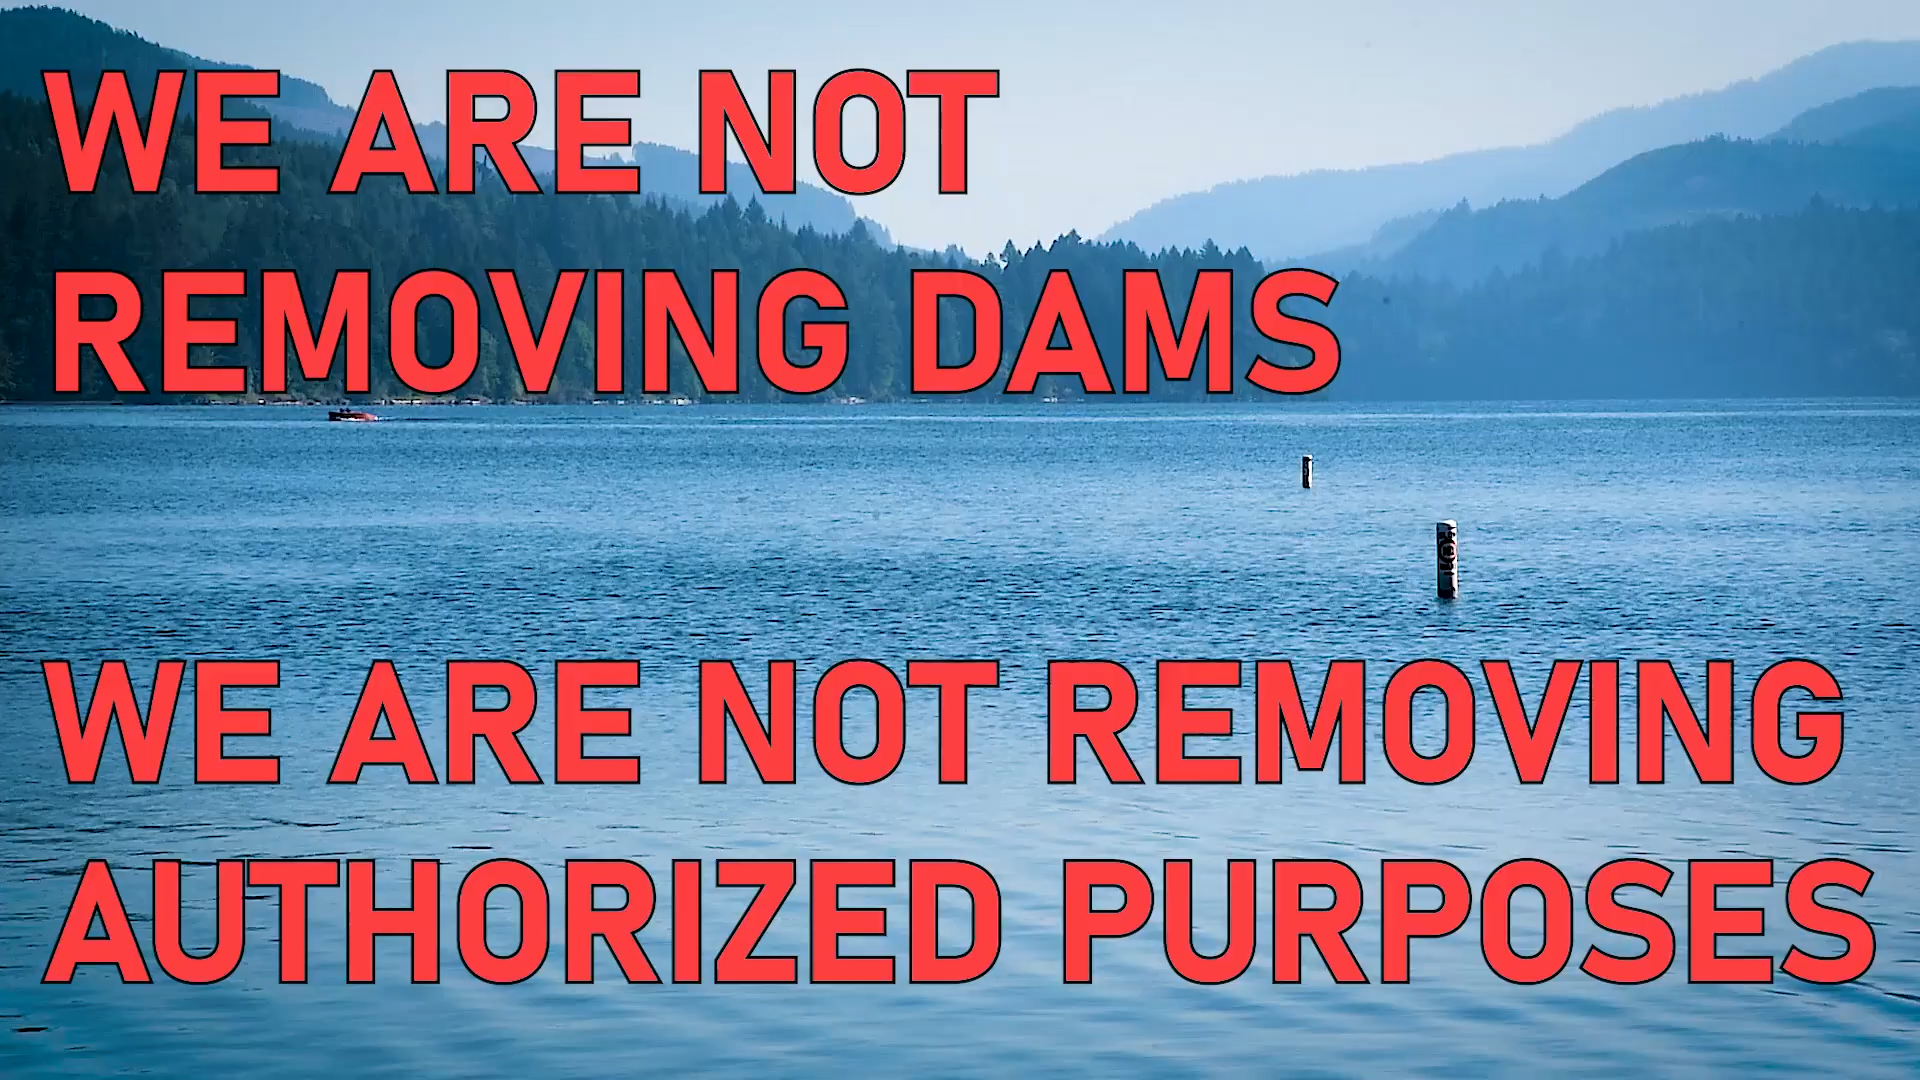 WE ARE NOT
REMOVING DAMS
WE ARE NOT REMOVING
AUTHORIZED PURPOSES